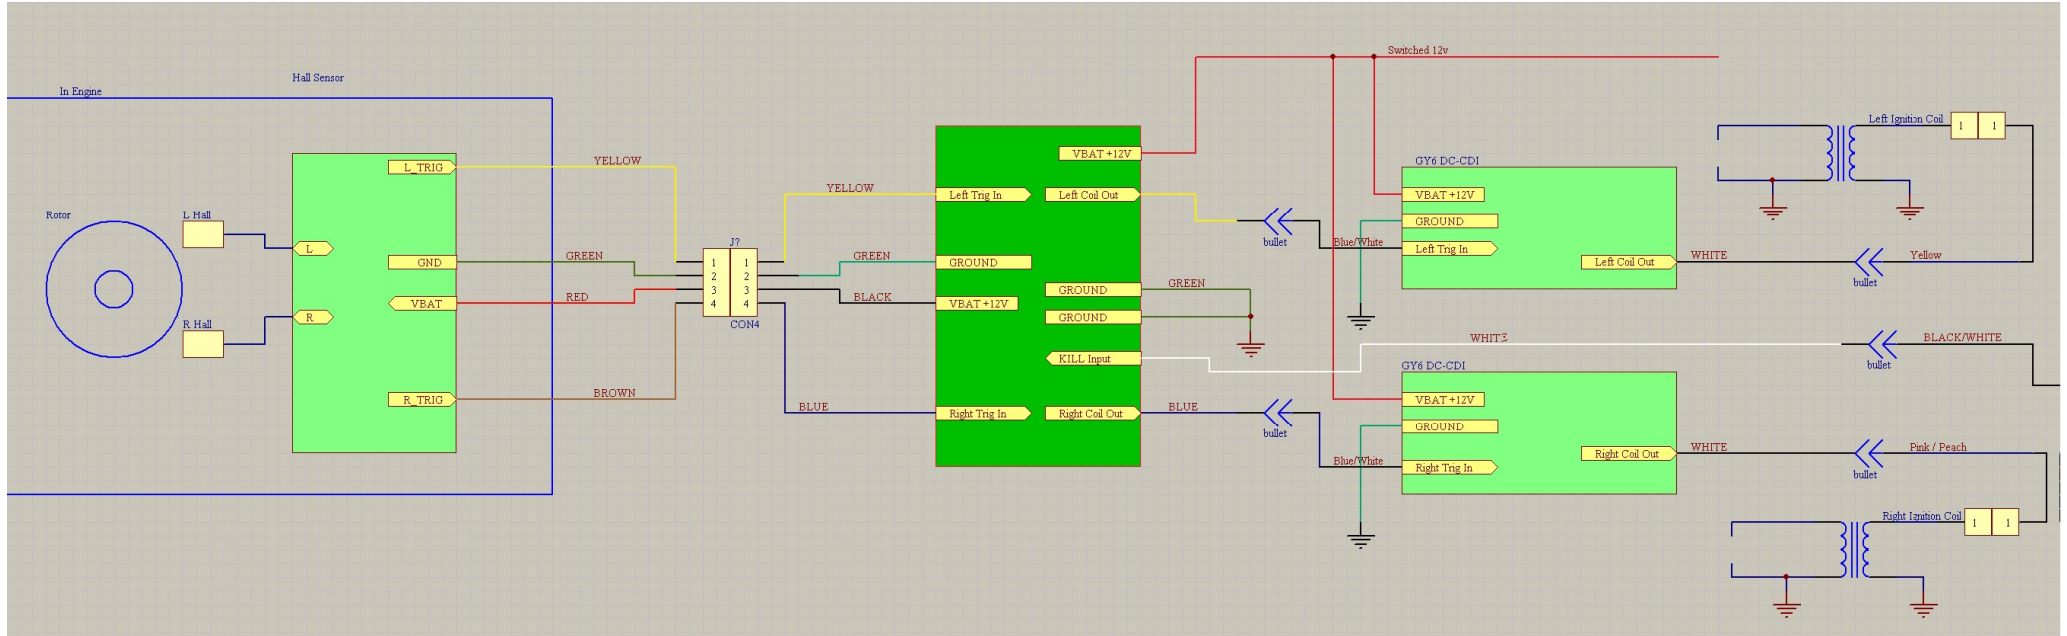 Switched 12v
Hall Sensor
In Engine
Left Ignition Coil
1
1
VBAT +12V
GY6 DC-CDI
L_TRIG
YELLOW
YELLOW
Left Trig In
Left Coil Out
VBAT +12V
Rotor
L Hall
GROUND
bullet
Blue/White
Left Trig In
L
J?
GND
GREEN
1
1
GREEN
GROUND
Left Coil Out
WHITE
Yellow
2
2
bullet
RED
3
3
BLACK
GROUND
GREEN
VBAT
4
4
VBAT +12V
R
GROUND
R Hall
CON4
WHITE
BLACK/WHITE
KILL Input
bullet
GY6 DC-CDI
R_TRIG
BROWN
VBAT +12V
BLUE
Right Trig In
Right Coil Out
BLUE
GROUND
bullet
Right Coil Out
WHITE
Pink / Peach
Blue/White
Right Trig In
bullet
Right Ignition Coil
1
1